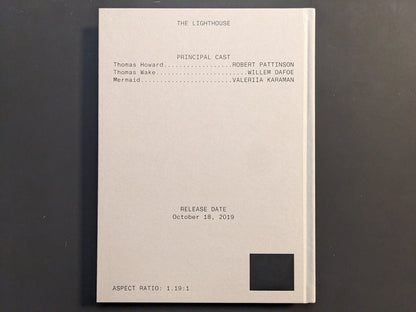 THE LIGHTHOUSE
PRINCIPAL CAST
Thomas Howard.................ROBERT PATTINSON
Thomas Wake.......................WILLEM DAFOE
Mermaid.......................VALERIIA KARAMAN
RELEASE DATE
October 18, 2019
ASPECT RATIO: 1.19:1